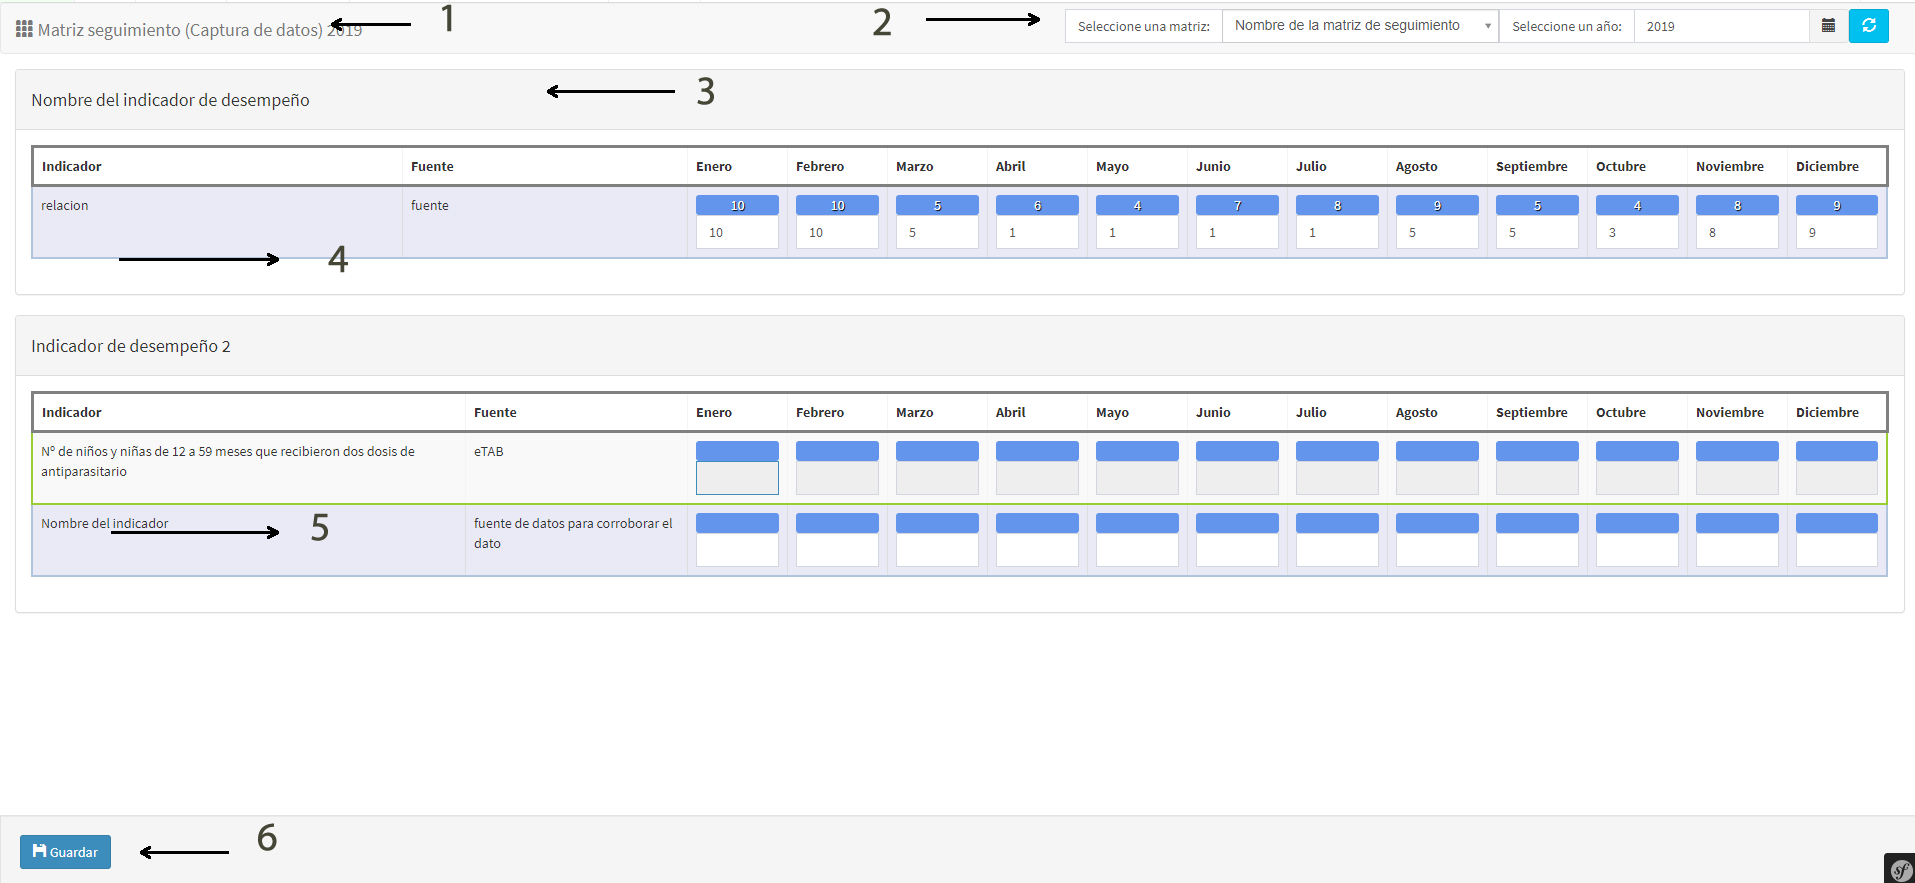 Matriz seguimiento (Captura de datos) 2019
1
2
Seleccione una matriz: Nombre de la matriz de seguimiento Seleccione un año: 2019
Nombre del indicador de desempeño
3
Indicador Fuente Enero Febrero Marzo Abril Mayo Junio Julio Agosto Septiembre Octubre Noviembre Diciembre
relacion fuente 10 10 5 6 4 7 8 9 5 4 8 9
10 10 5 1 1 1 1 5 5 3 8 9
4
Indicador de desempeño 2
Indicador Fuente Enero Febrero Marzo Abril Mayo Junio Julio Agosto Septiembre Octubre Noviembre Diciembre
Nº de niños y niñas de 12 a 59 meses que recibieron dos dosis de eTAB
antiparasitario
Nombre del indicador fuente de datos para corroborar el
dato
5
Guardar
6
sf